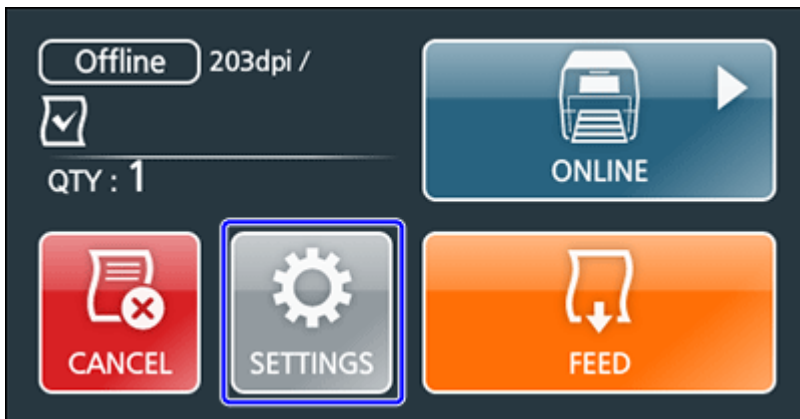 Offline 203dpi /
QTY : 1
ONLINE
CANCEL
SETTINGS
FEED